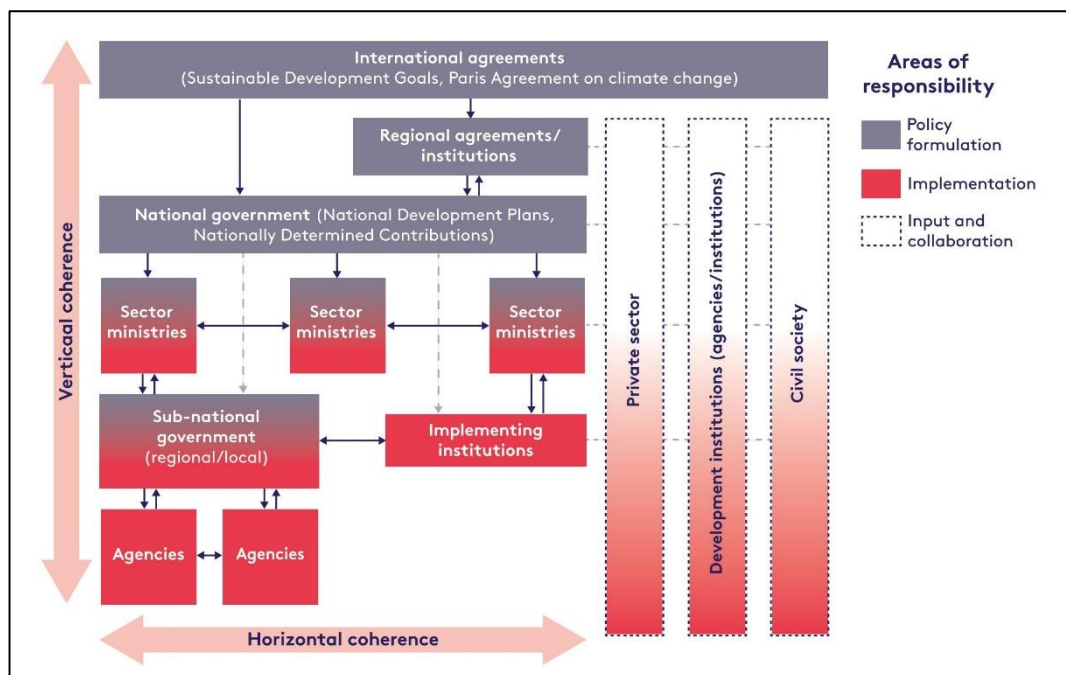 International agreements
(Sustainable Development Goals, Paris Agreement on climate change)
Areas of
responsibility
Policy
formulation
Implementation
Input and
collaboration
Regional agreements/
institutions
National government (National Development Plans,
Nationally Determined Contributions)
Sector
ministries
Sector
ministries
Sector
ministries
Sub-national
government
(regional/local)
Implementing
institutions
Agencies
Agencies
Private sector
Development institutions (agencies/institutions)
Civil society
Verticaal coherence
Horizontal coherence